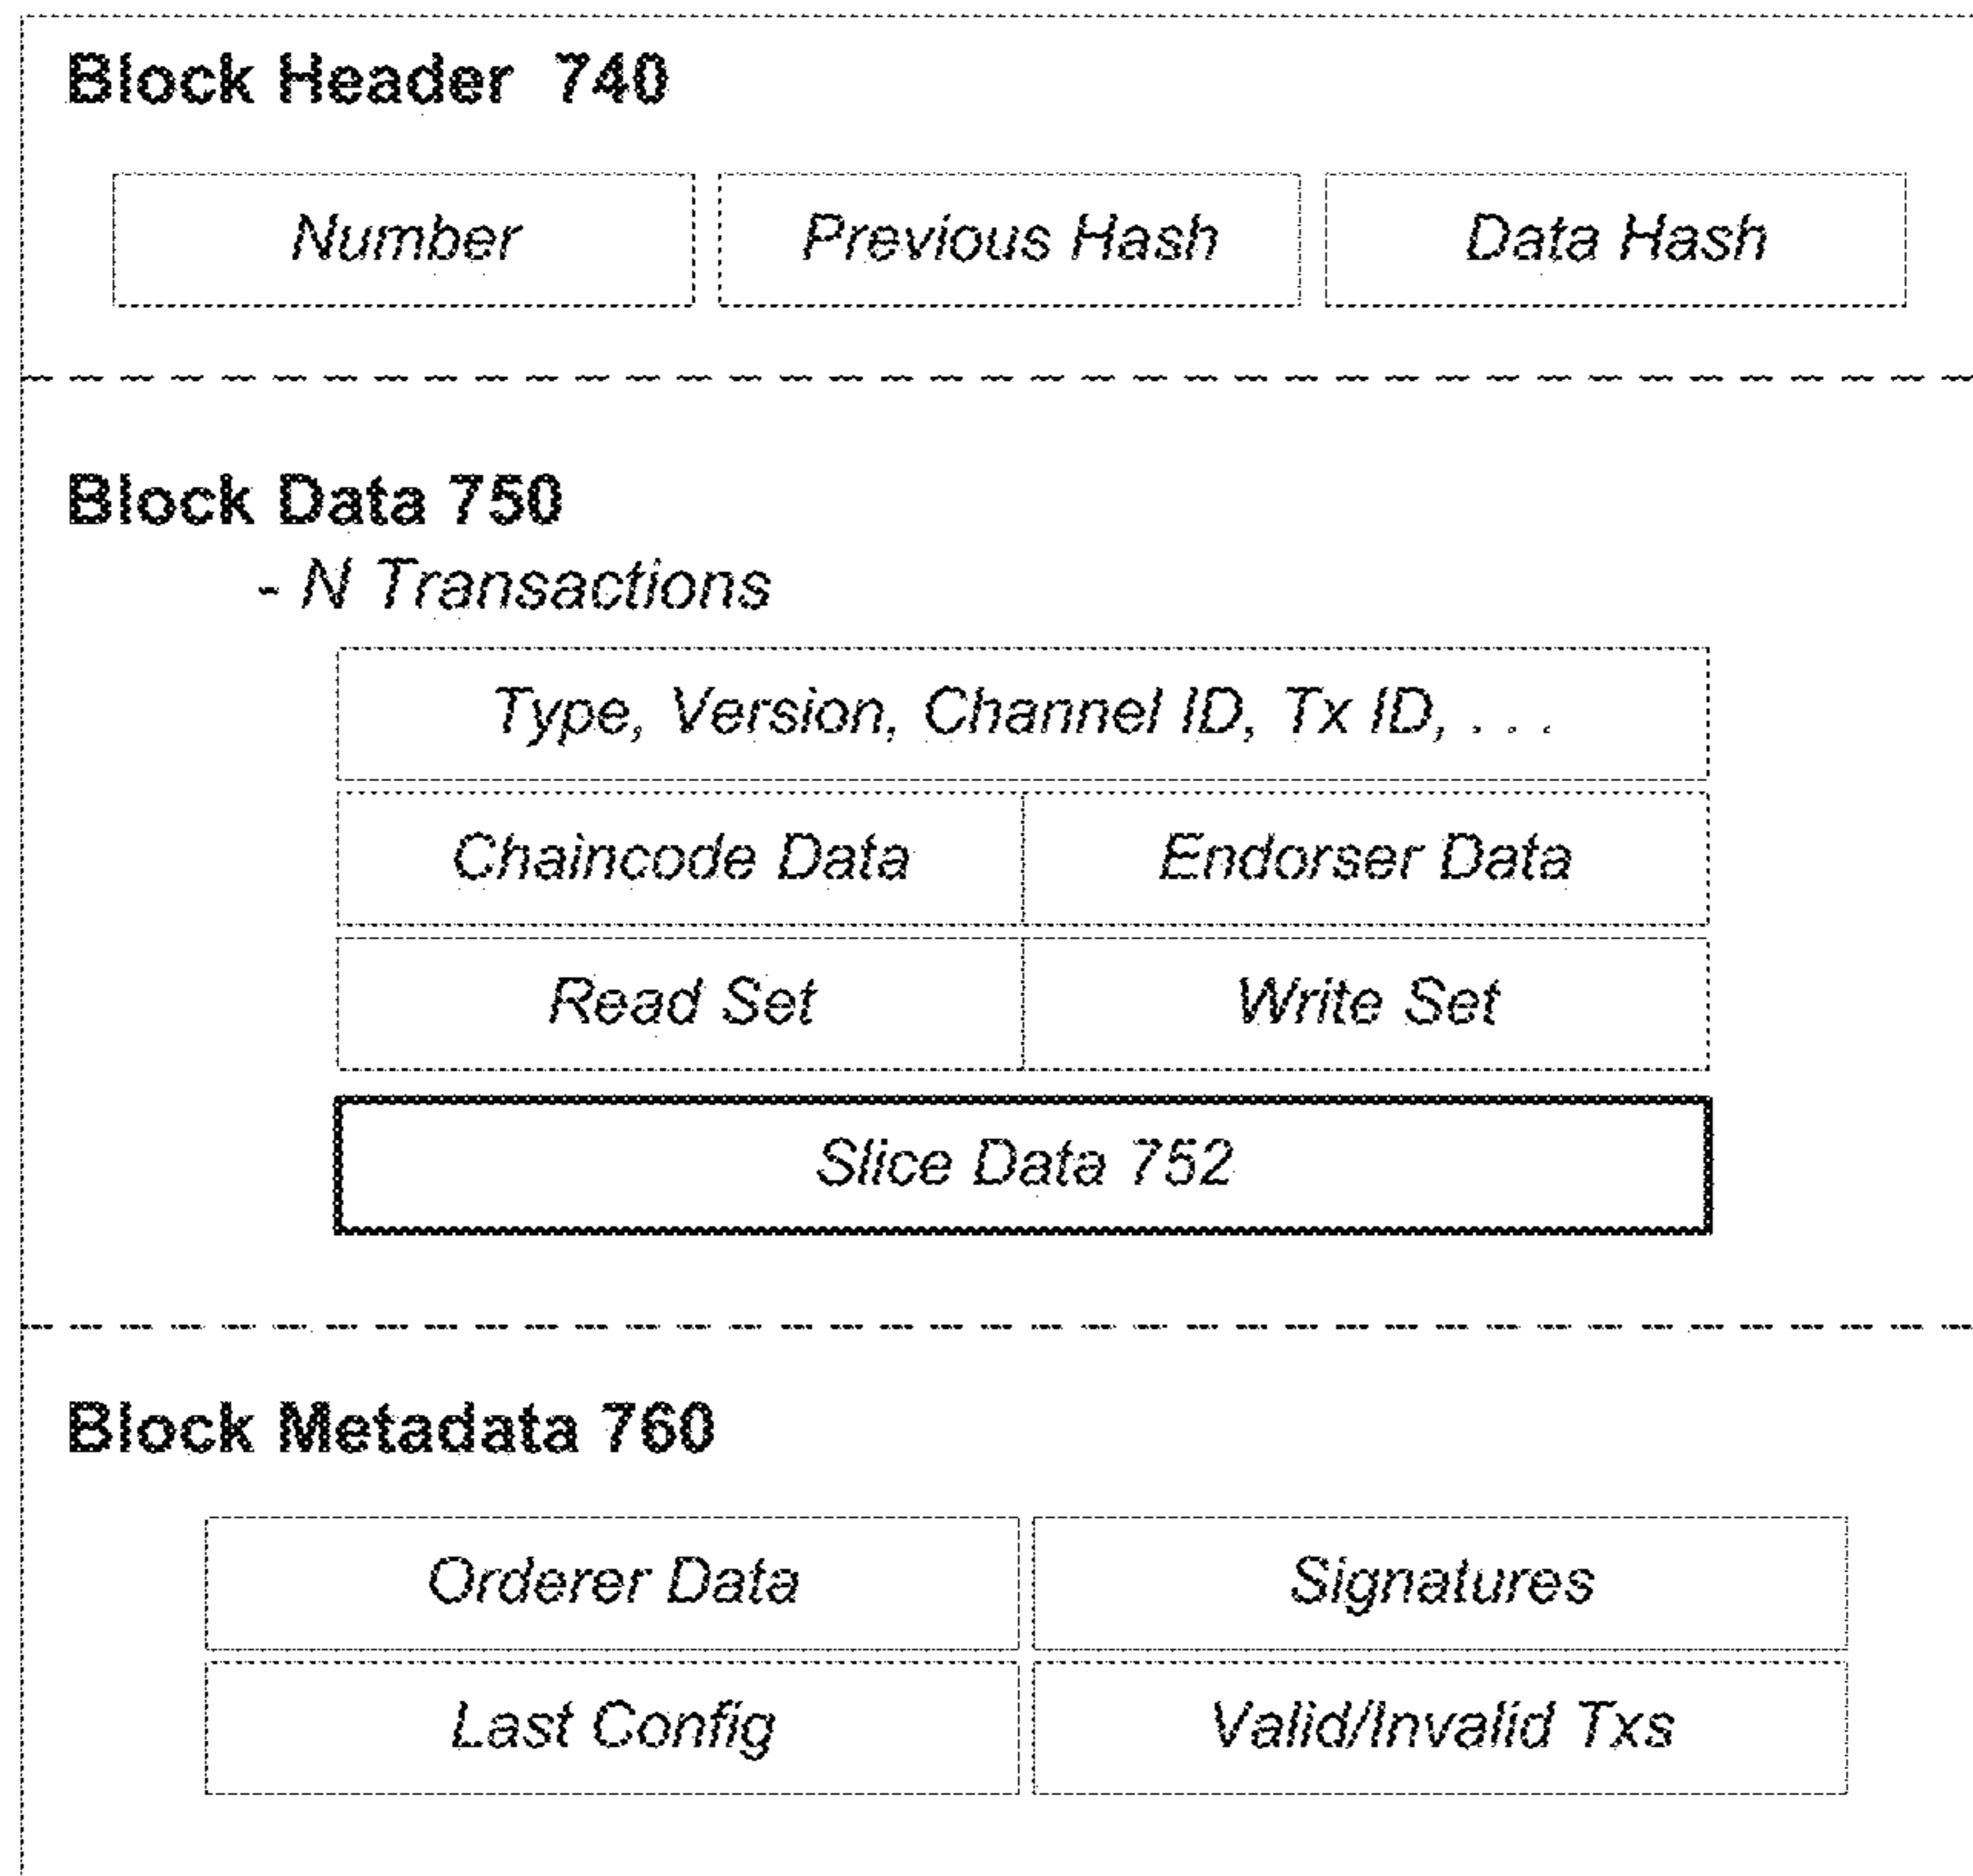 Block Header 740
Number Previous Hash Data Hash
Block Data 750
- N Transactions
Type, Version, Channel ID, Tx ID, . . .
Chaincode Data Endorser Data
Read Set Write Set
Slice Data 752
Block Metadata 760
Orderer Data Signatures
Last Config Valid/Invalid Txs